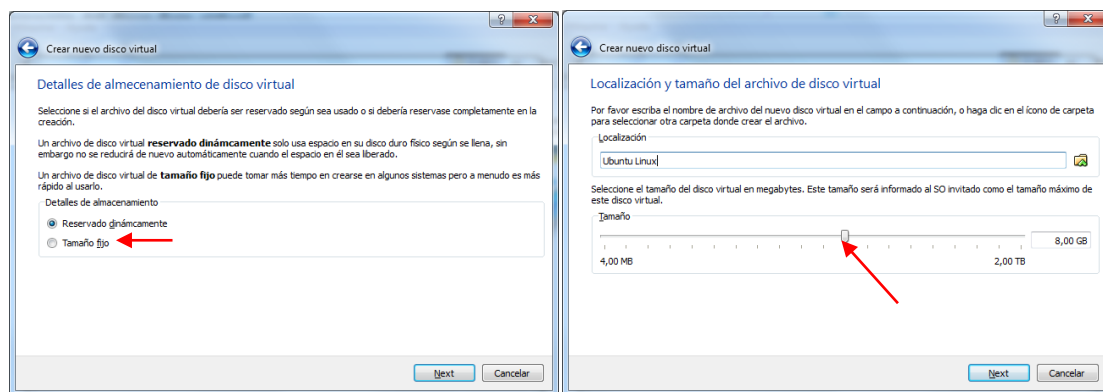 Crear nuevo disco virtual
Detalles de almecenamiento de disco virtual
Seleccione si el archivo del disco virtual debería ser reservado según sea usado o si debería reservase completamente en la
creación.
Un archivo de disco virtual reservado dinámcamente solo usa espacio en su disco duro físico según se llena, sin
embargo no se reducirá de nuevo automáticamente cuando el espacio en él sea liberado.
Un archivo de disco virtual de tamaño fijo puede tomar más tiempo en crearse en algunos sistemas pero a menudo es más
rápido al usarlo.
Detalles de almacenamiento
Reservado dinámcamente
Tamaño fijo
Next Cancelar
Crear nuevo disco virtual
Localización y tamaño del archivo de disco virtual
Por favor escriba el nombre de archivo del nuevo disco virtual en el campo a continuación, o haga clic en el ícono de carpeta
para seleccionar otra carpeta donde crear el archivo.
Localización
Ubuntu Linux
Seleccione el tamaño del disco virtual en megabytes. Este tamaño será informado al SO invitado como el tamaño máximo de
este disco virtual.
Tamaño
8,00 GB
4,00 MB 2,00 TB
Next Cancelar